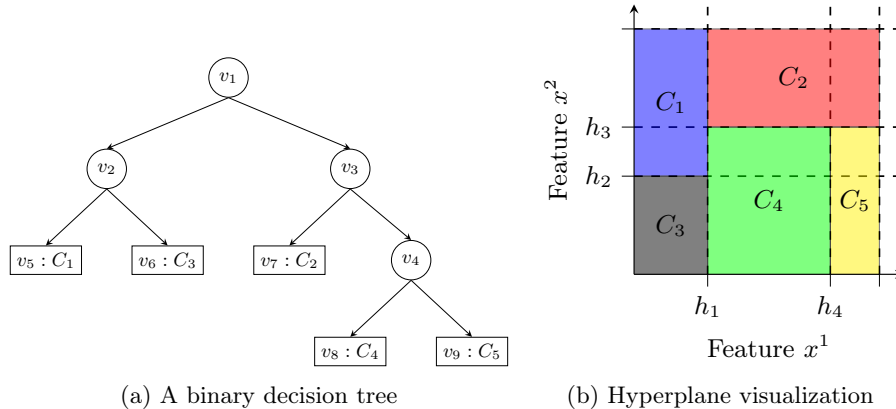 v1
v2
v3
v5 : C1
v6 : C3
v7 : C2
v4
v8 : C4
v9 : C5
(a) A binary decision tree
Feature x²
h3
h2
C1
C2
C3
C4
C5
h1
h4
Feature x¹
(b) Hyperplane visualization